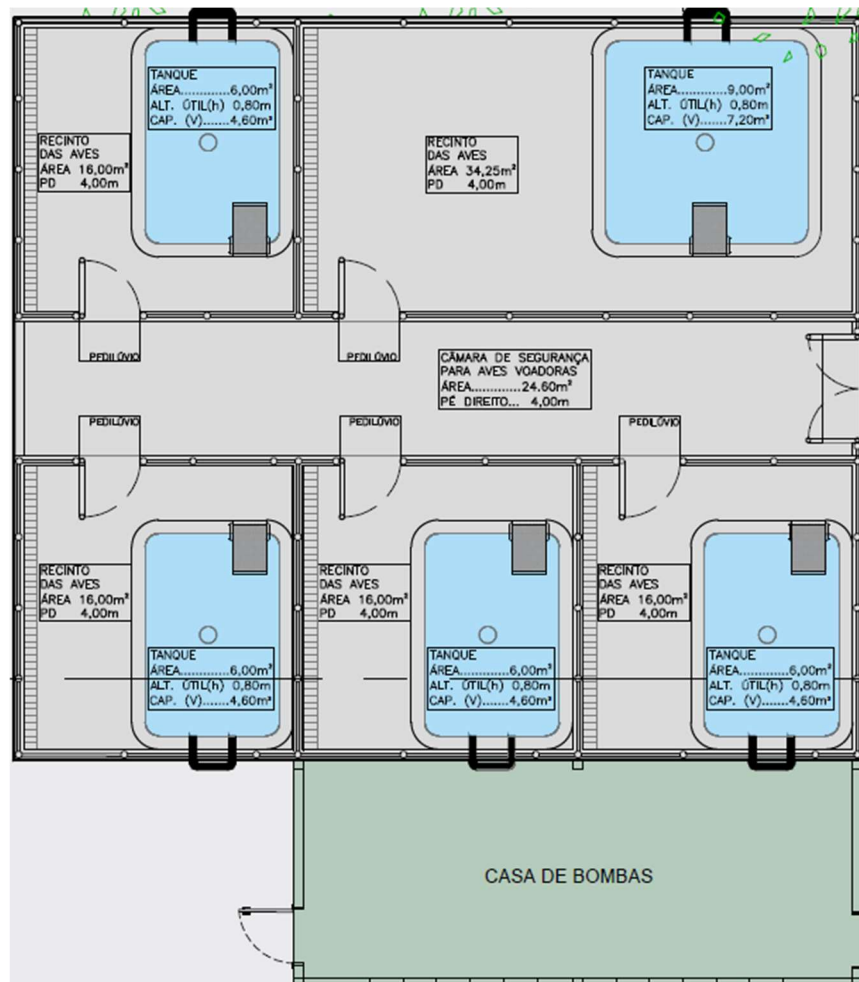 TANQUE
ÁREA............6,00m²
ALT. ÚTIL(h) 0,80m
CAP. (V)......4,60m³
TANQUE
ÁREA............9,00m²
ALT. ÚTIL(h) 0,80m
CAP. (V)......7,20m³
RECINTO
DAS AVES
ÁREA 16,00m²
PD 4,00m
RECINTO
DAS AVES
ÁREA 34,25m²
PD 4,00m
PEDILÚVIO
PEDILÚVIO
CÂMARA DE SEGURANÇA
PARA AVES VOADORAS
ÁREA............24.60m²
PÉ DIREITO... 4,00m
PEDILÚVIO
PEDILÚVIO
PEDILÚVIO
RECINTO
DAS AVES
ÁREA 16,00m²
PD 4,00m
RECINTO
DAS AVES
ÁREA 16,00m²
PD 4,00m
RECINTO
DAS AVES
ÁREA 16,00m²
PD 4,00m
TANQUE
ÁREA............6,00m²
ALT. ÚTIL(h) 0,80m
CAP. (V)......4,60m³
TANQUE
ÁREA............6,00m²
ALT. ÚTIL(h) 0,80m
CAP. (V)......4,60m³
TANQUE
ÁREA............6,00m²
ALT. ÚTIL(h) 0,80m
CAP. (V)......4,60m³
CASA DE BOMBAS